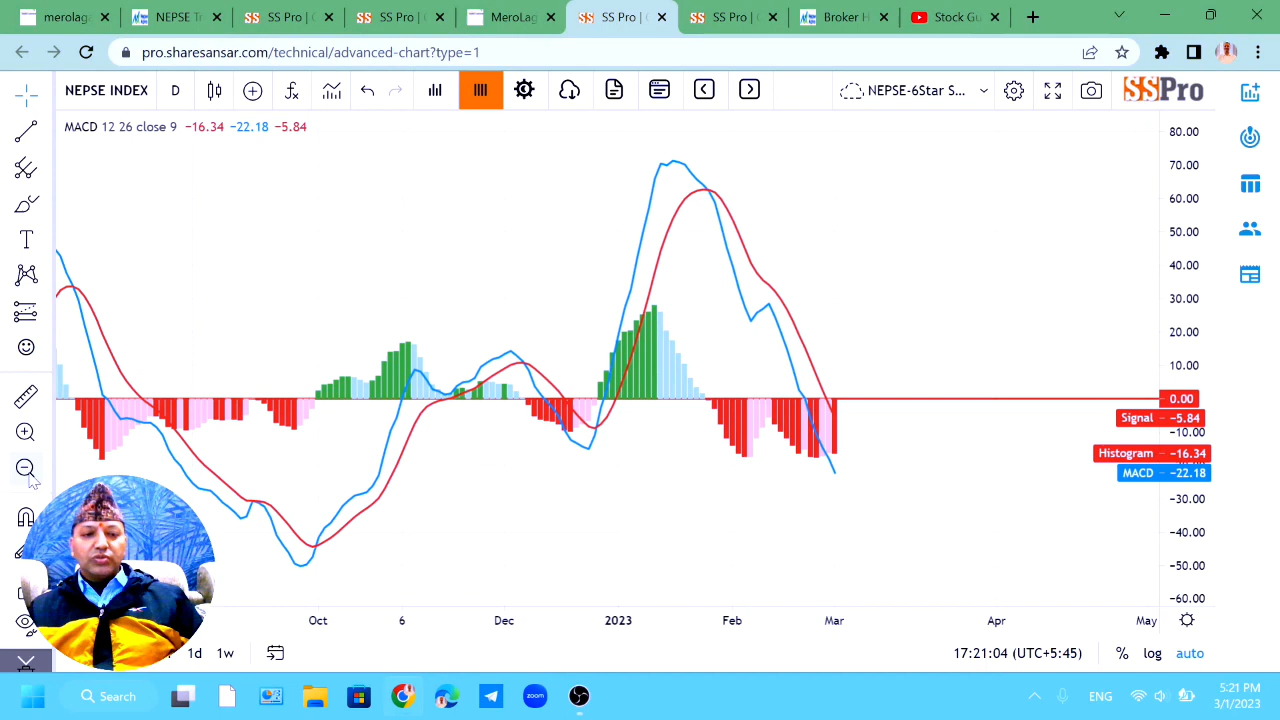 merolag
NEPSE Tr
SS Pro |
SS Pro | C
MeroLag
SS Pro | C
SS Pro | C
Broker H
Stock Gu
pro.sharesansar.com/technical/advanced-chart?type=1
NEPSE INDEX
D
NEPSE-6Star S...
SSPro
MACD 12 26 close 9 −16.34 −22.18 −5.84
80.00
70.00
60.00
50.00
40.00
30.00
20.00
10.00
0.00
Signal −5.84
−10.00
Histogram −16.34
MACD −22.18
−30.00
−40.00
−50.00
−60.00
Oct 6 Dec 2023 Feb Mar Apr May
1d 1w
17:21:04 (UTC+5:45) % log auto
Search
zoom
ENG
5:21 PM
3/1/2023